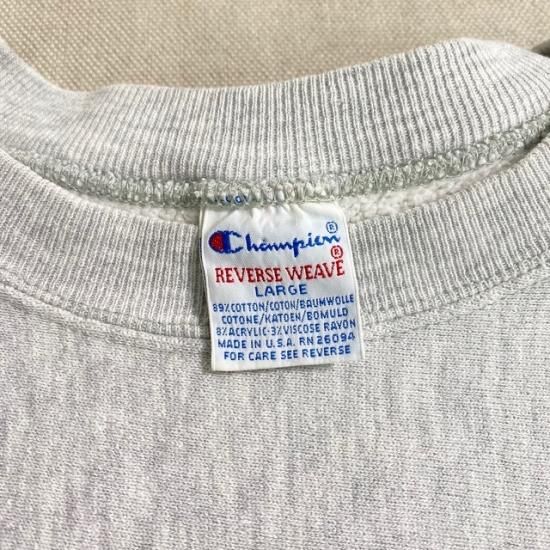 Champion®
REVERSE WEAVE®
LARGE
89% COTTON/COTON/BAUMWOLLE
COTONE/KATOEN/BOMULD
8% ACRYLIC-3% VISCOSE RAYON
MADE IN U.S.A. RN 26094
FOR CARE SEE REVERSE